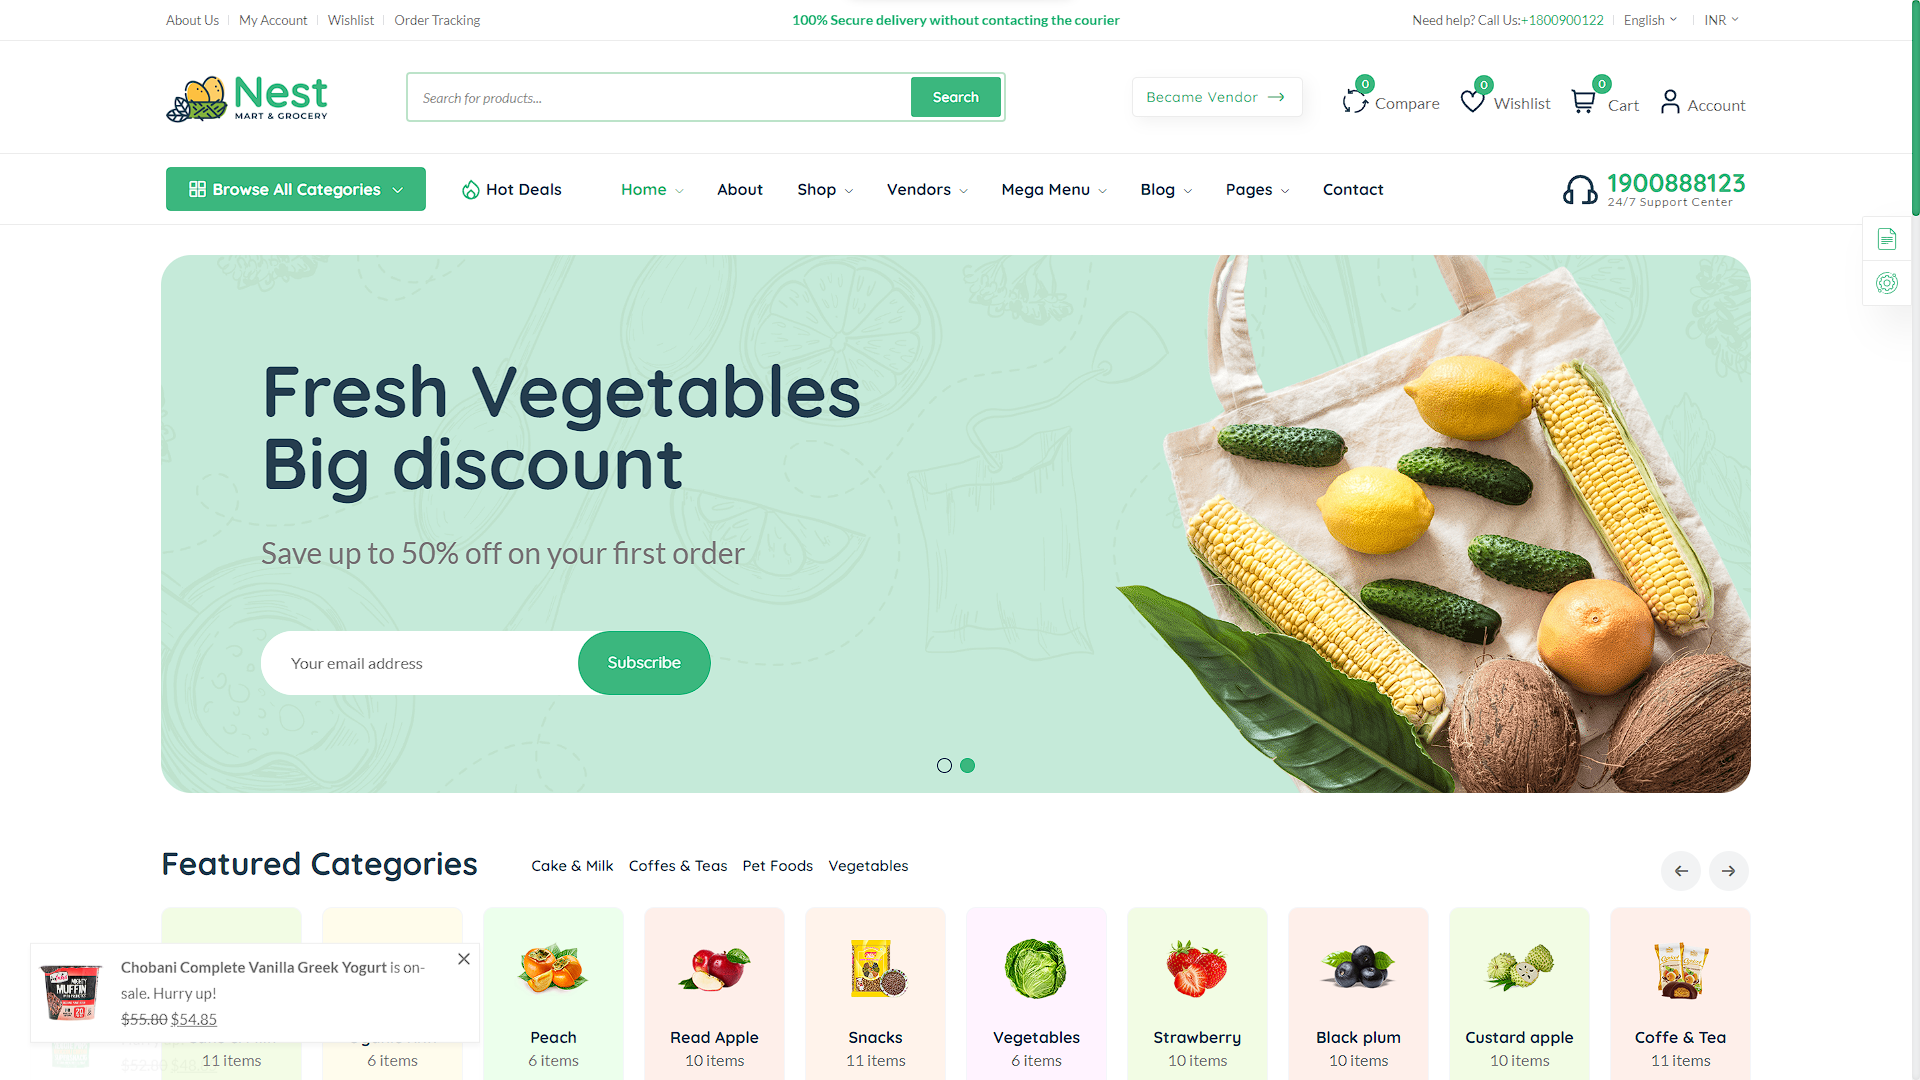 About Us
My Account
Wishlist
Order Tracking
100% Secure delivery without contacting the courier
Need help? Call Us:+1800900122
English
INR
Nest
MART & GROCERY
Search for products...
Search
Became Vendor
0
Compare
0
Wishlist
0
Cart
Account
Browse All Categories
Hot Deals
Home
About
Shop
Vendors
Mega Menu
Blog
Pages
Contact
1900888123
24/7 Support Center
Fresh Vegetables
Big discount
Save up to 50% off on your first order
Your email address
Subscribe
Featured Categories
Cake & Milk
Coffes & Teas
Pet Foods
Vegetables
Chobani Complete Vanilla Greek Yogurt is on-
sale. Hurry up!
$55.80 $54.85
MUFFIN
11 items
6 items
Peach
6 items
Read Apple
10 items
Snacks
11 items
Vegetables
6 items
Strawberry
10 items
Black plum
10 items
Custard apple
10 items
Coffe & Tea
11 items